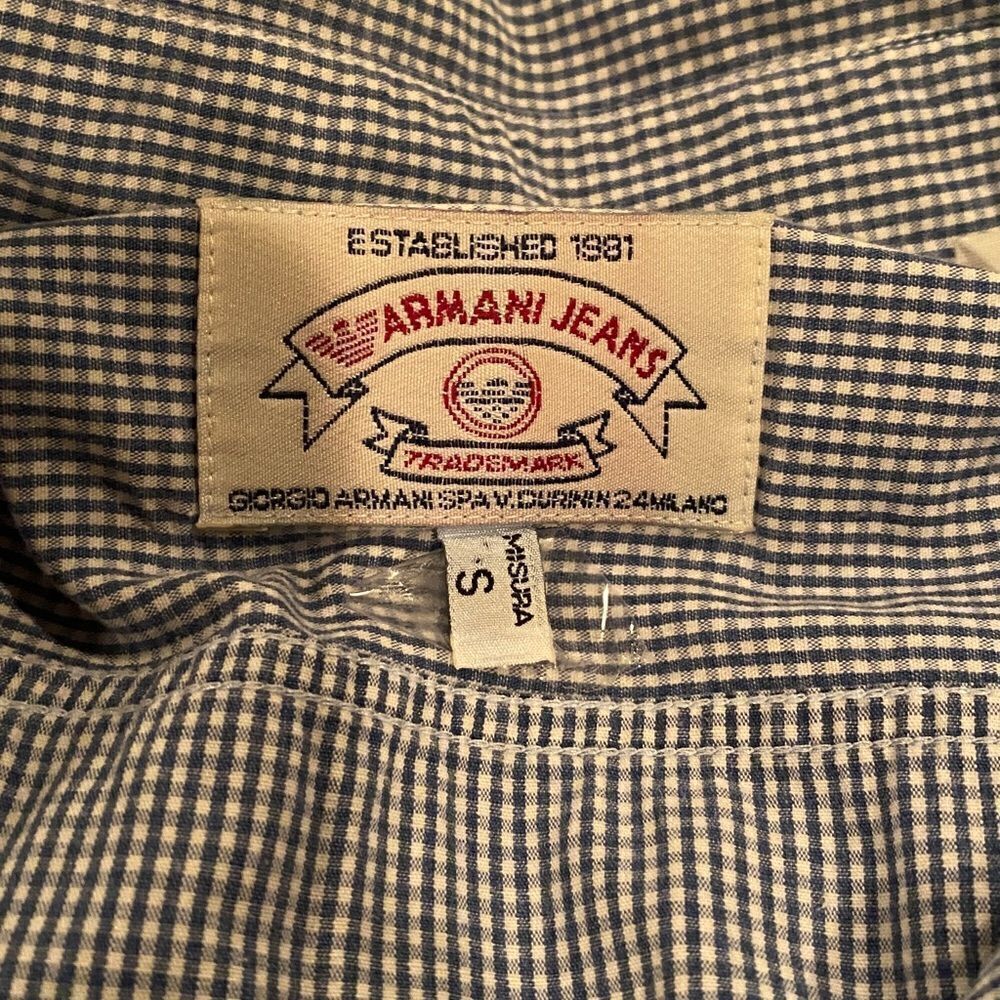 ESTABLISHED 1981
ARMANI JEANS
TRADEMARK
GIORGIO ARMANI SPA V. DURINI N 24 MILANO
MISURA
S